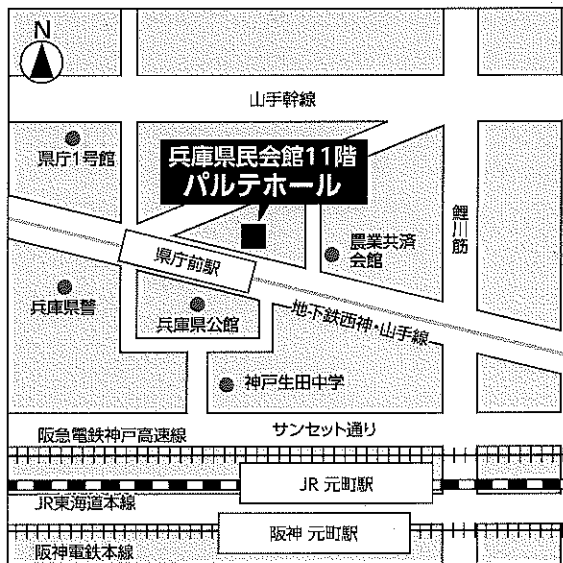 N
山手幹線
県庁1号館
兵庫県民会館11階
パルテホール
鯉川筋
農業共済
会館
県庁前駅
兵庫県警
兵庫県公館
地下鉄西神・山手線
神戸生田中学
サンセット通り
阪急電鉄神戸高速線
JR 元町駅
JR東海道本線
阪神 元町駅
阪神電鉄本線